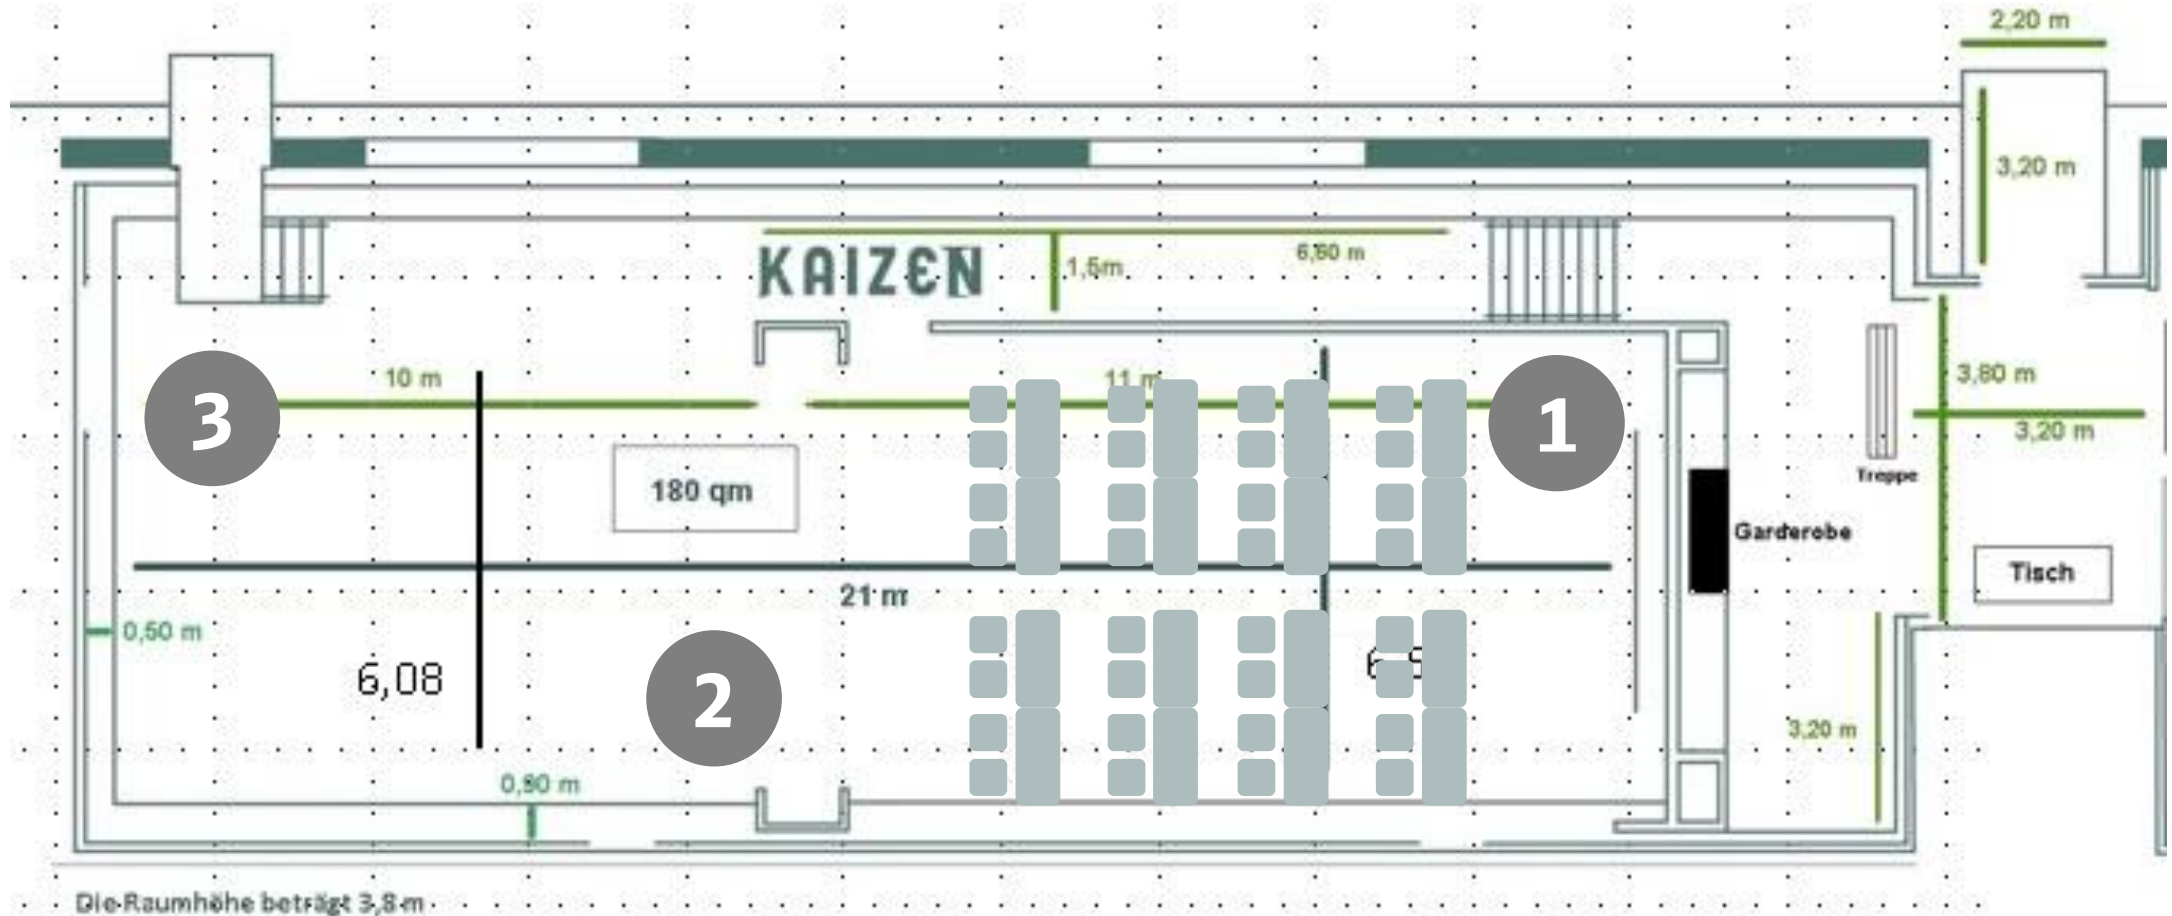 2,20 m
3,20 m
KAIZEN
1,5m
6,60 m
10 m
11 m
3
1
3,80 m
3,20 m
Treppe
180 qm
Garderobe
Tisch
21 m
0,50 m
6,08
2
3,20 m
0,90 m
Die Raumhöhe beträgt 3,8 m